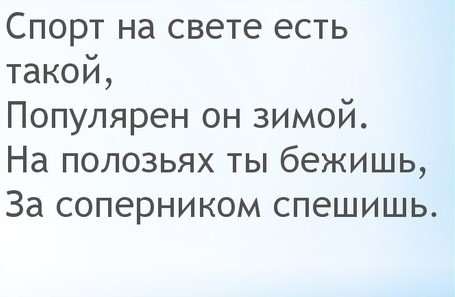 Спорт на свете есть
такой,
Популярен он зимой.
На полозьях ты бежишь,
За соперником спешишь.